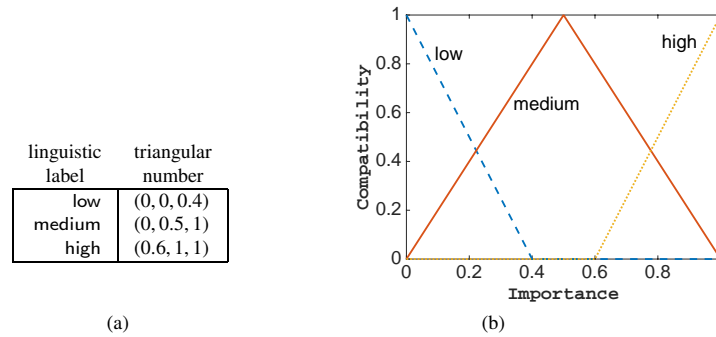 linguistic triangular
label number
low (0, 0, 0.4)
medium (0, 0.5, 1)
high (0.6, 1, 1)
(a)
1
0.8
0.6
0.4
0.2
0
Compatibility
low
medium
high
0 0.2 0.4 0.6 0.8
Importance
(b)